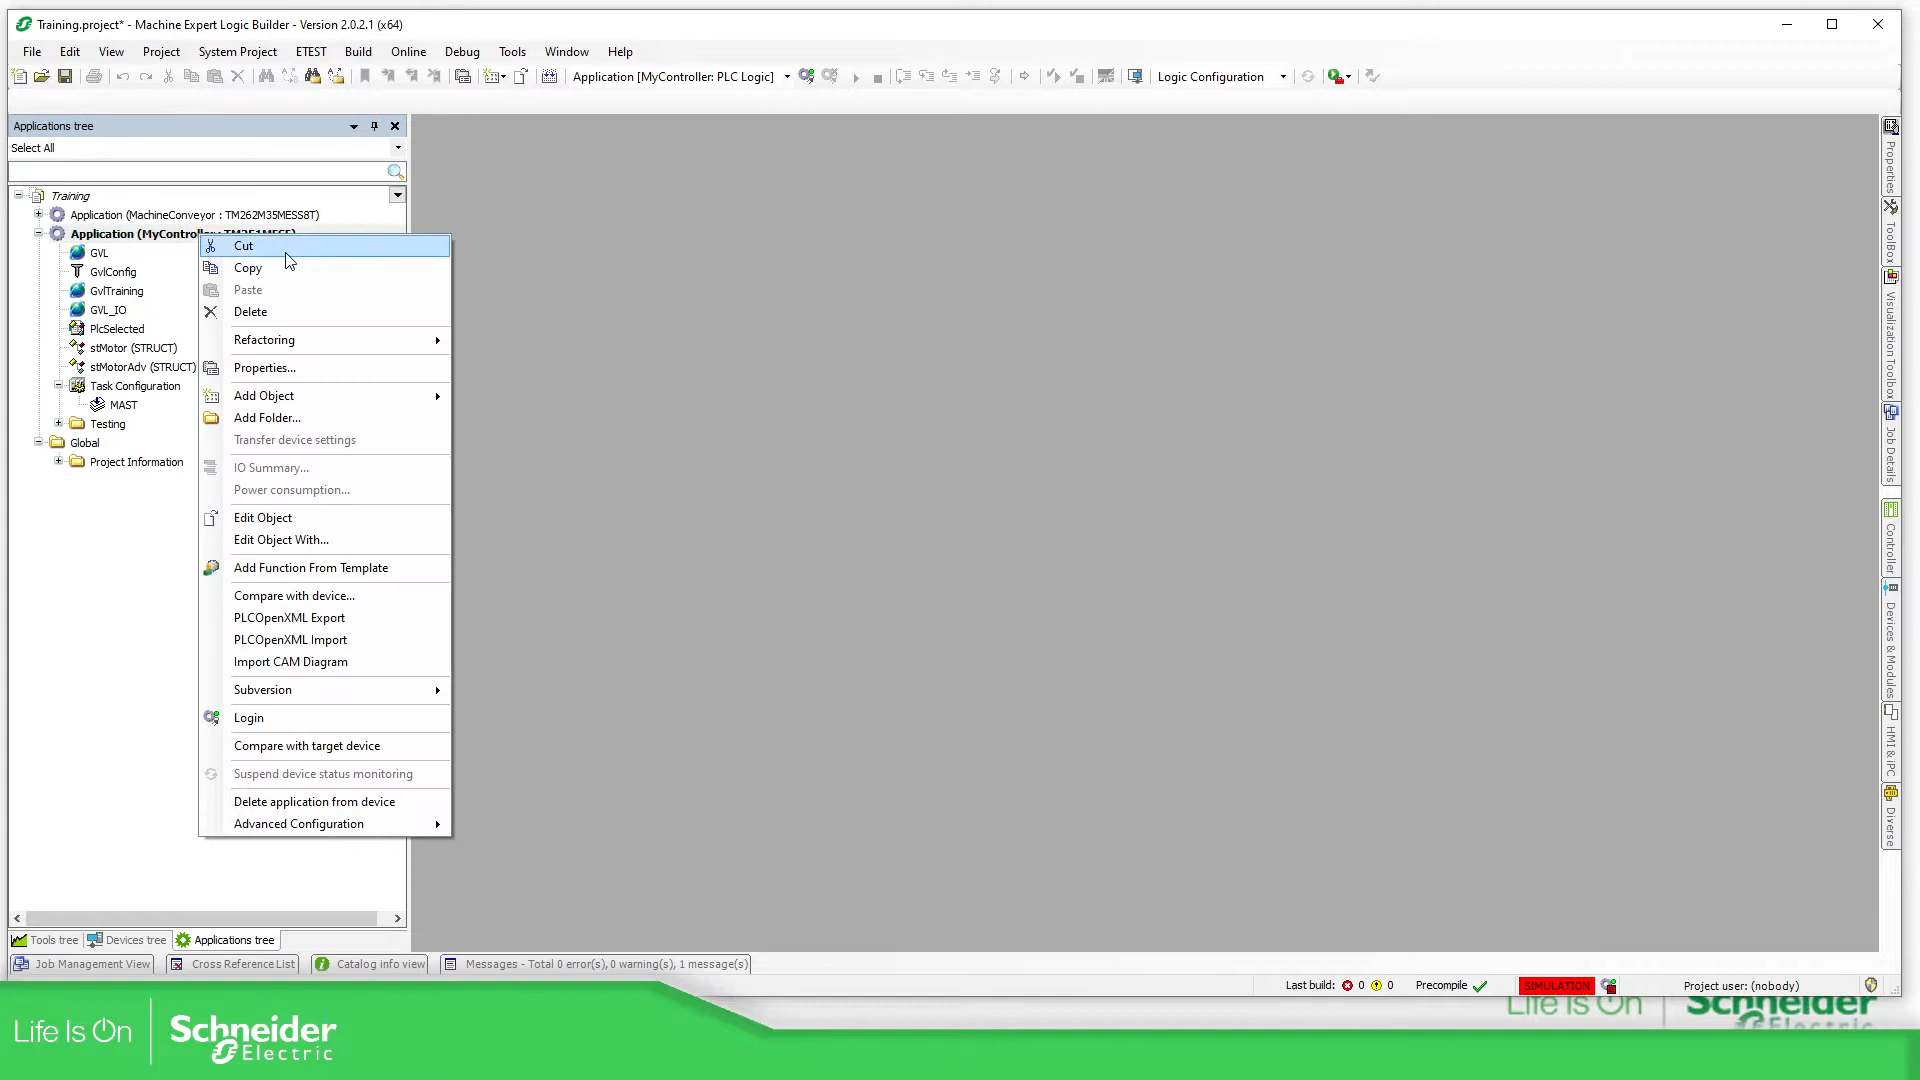 Training.project* - Machine Expert Logic Builder - Version 2.0.2.1 (x64)
File Edit View Project System Project ETEST Build Online Debug Tools Window Help
Application [MyController: PLC Logic] Logic Configuration
Applications tree
Select All
Training
Application (MachineConveyor : TM262M35MESS8T)
Application (MyController : TM251MESE)
GVL
GvlConfig
GvlTraining
GVL_IO
PlcSelected
stMotor (STRUCT)
stMotorAdv (STRUCT)
Task Configuration
MAST
Testing
Global
Project Information
Cut
Copy
Paste
Delete
Refactoring
Properties...
Add Object
Add Folder...
Transfer device settings
IO Summary...
Power consumption...
Edit Object
Edit Object With...
Add Function From Template
Compare with device...
PLCOpenXML Export
PLCOpenXML Import
Import CAM Diagram
Subversion
Login
Compare with target device
Suspend device status monitoring
Delete application from device
Advanced Configuration
Properties
ToolBox
Visualization Toolbox
Job Details
Controller
Devices & Modules
HMI & iPC
Diverse
Tools tree Devices tree Applications tree
Job Management View Cross Reference List Catalog info view Messages - Total 0 error(s), 0 warning(s), 1 message(s)
Last build: 0 0 Precompile SIMULATION Project user: (nobody)
Life Is On Schneider Electric
Life Is On Schneider Electric